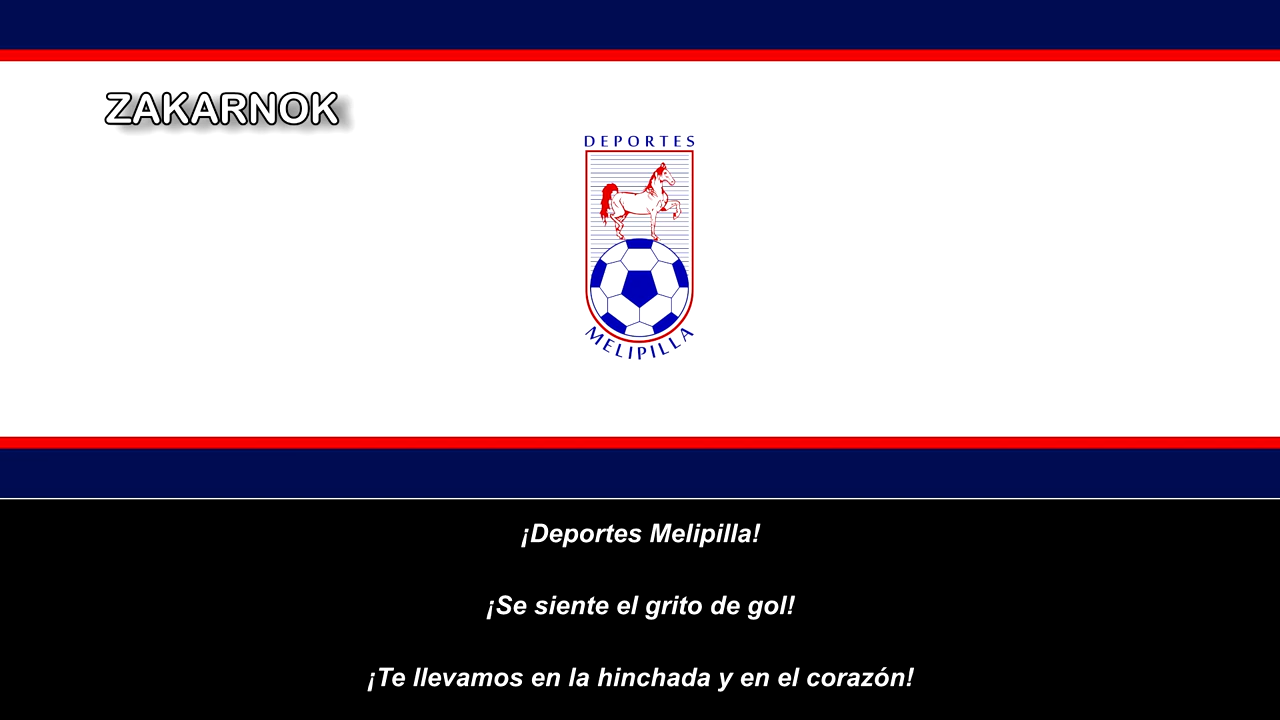 ZAKARNOK
DEPORTES
MELIPILLA
¡Deportes Melipilla!
¡Se siente el grito de gol!
¡Te llevamos en la hinchada y en el corazón!